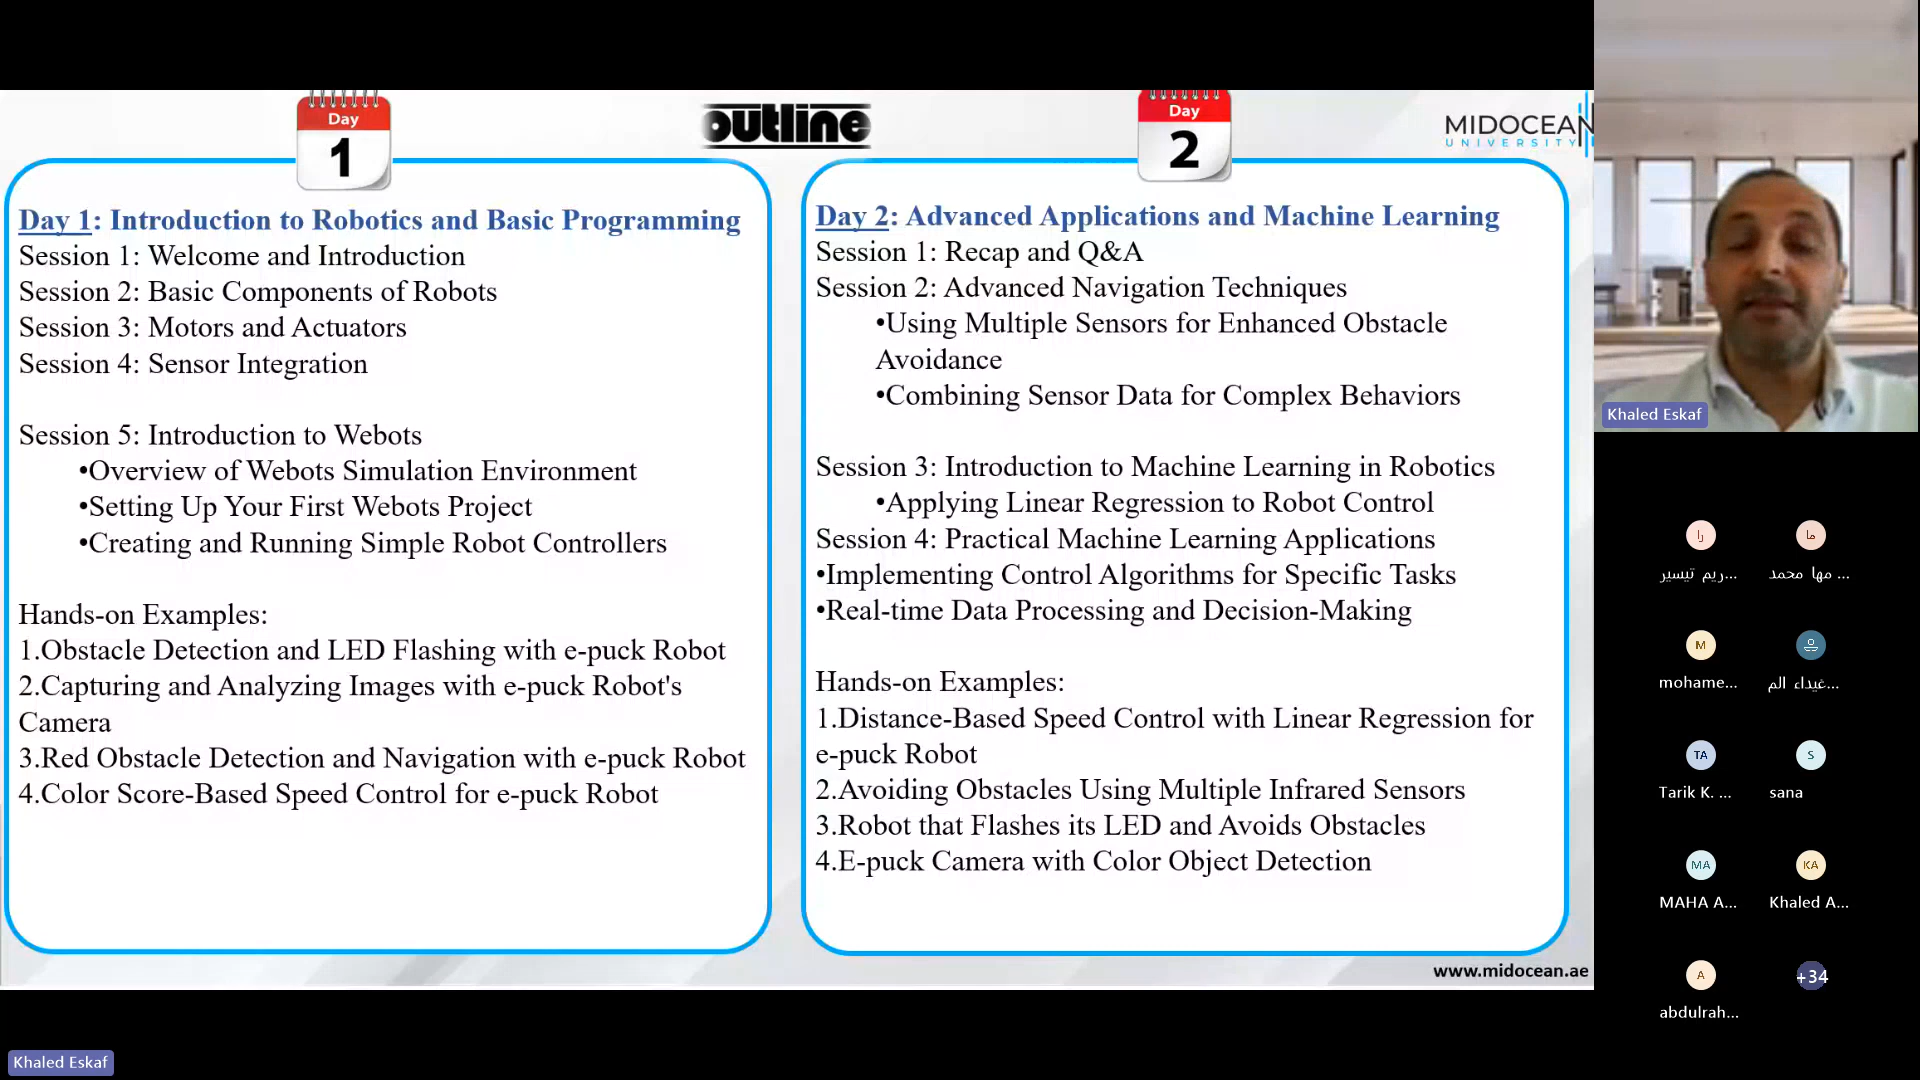 Day
1
outline
Day
2
MIDOCEAN
UNIVERSITY
Day 1: Introduction to Robotics and Basic Programming
Session 1: Welcome and Introduction
Session 2: Basic Components of Robots
Session 3: Motors and Actuators
Session 4: Sensor Integration
Session 5: Introduction to Webots
•Overview of Webots Simulation Environment
•Setting Up Your First Webots Project
•Creating and Running Simple Robot Controllers
Hands-on Examples:
1.Obstacle Detection and LED Flashing with e-puck Robot
2.Capturing and Analyzing Images with e-puck Robot's
Camera
3.Red Obstacle Detection and Navigation with e-puck Robot
4.Color Score-Based Speed Control for e-puck Robot
Day 2: Advanced Applications and Machine Learning
Session 1: Recap and Q&A
Session 2: Advanced Navigation Techniques
•Using Multiple Sensors for Enhanced Obstacle
Avoidance
•Combining Sensor Data for Complex Behaviors
Session 3: Introduction to Machine Learning in Robotics
•Applying Linear Regression to Robot Control
Session 4: Practical Machine Learning Applications
•Implementing Control Algorithms for Specific Tasks
•Real-time Data Processing and Decision-Making
Hands-on Examples:
1.Distance-Based Speed Control with Linear Regression for
e-puck Robot
2.Avoiding Obstacles Using Multiple Infrared Sensors
3.Robot that Flashes its LED and Avoids Obstacles
4.E-puck Camera with Color Object Detection
www.midocean.ae
Khaled Eskaf
Khaled Eskaf
را
ما
ريم تيسير...
مها محمد ...
M
mohame...
غيداء الم...
TA
S
Tarik K. ...
sana
MA
KA
MAHA A...
Khaled A...
A
+34
abdulrah...